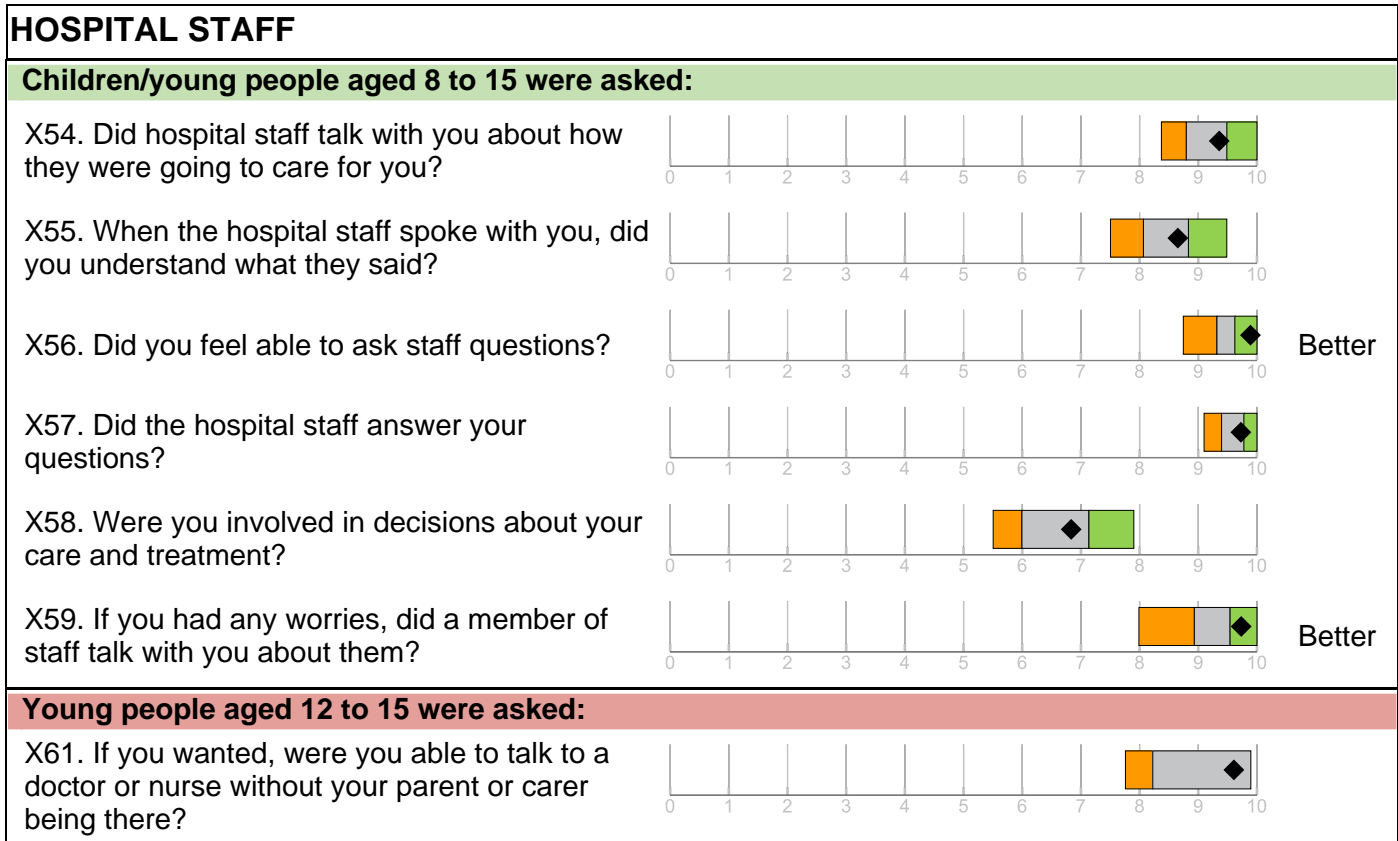 HOSPITAL STAFF
Children/young people aged 8 to 15 were asked:
X54. Did hospital staff talk with you about how
they were going to care for you?
0 1 2 3 4 5 6 7 8 9 10
X55. When the hospital staff spoke with you, did
you understand what they said?
0 1 2 3 4 5 6 7 8 9 10
X56. Did you feel able to ask staff questions?
Better
0 1 2 3 4 5 6 7 8 9 10
X57. Did the hospital staff answer your
questions?
0 1 2 3 4 5 6 7 8 9 10
X58. Were you involved in decisions about your
care and treatment?
0 1 2 3 4 5 6 7 8 9 10
X59. If you had any worries, did a member of
staff talk with you about them?
Better
0 1 2 3 4 5 6 7 8 9 10
Young people aged 12 to 15 were asked:
X61. If you wanted, were you able to talk to a
doctor or nurse without your parent or carer
being there?
0 1 2 3 4 5 6 7 8 9 10